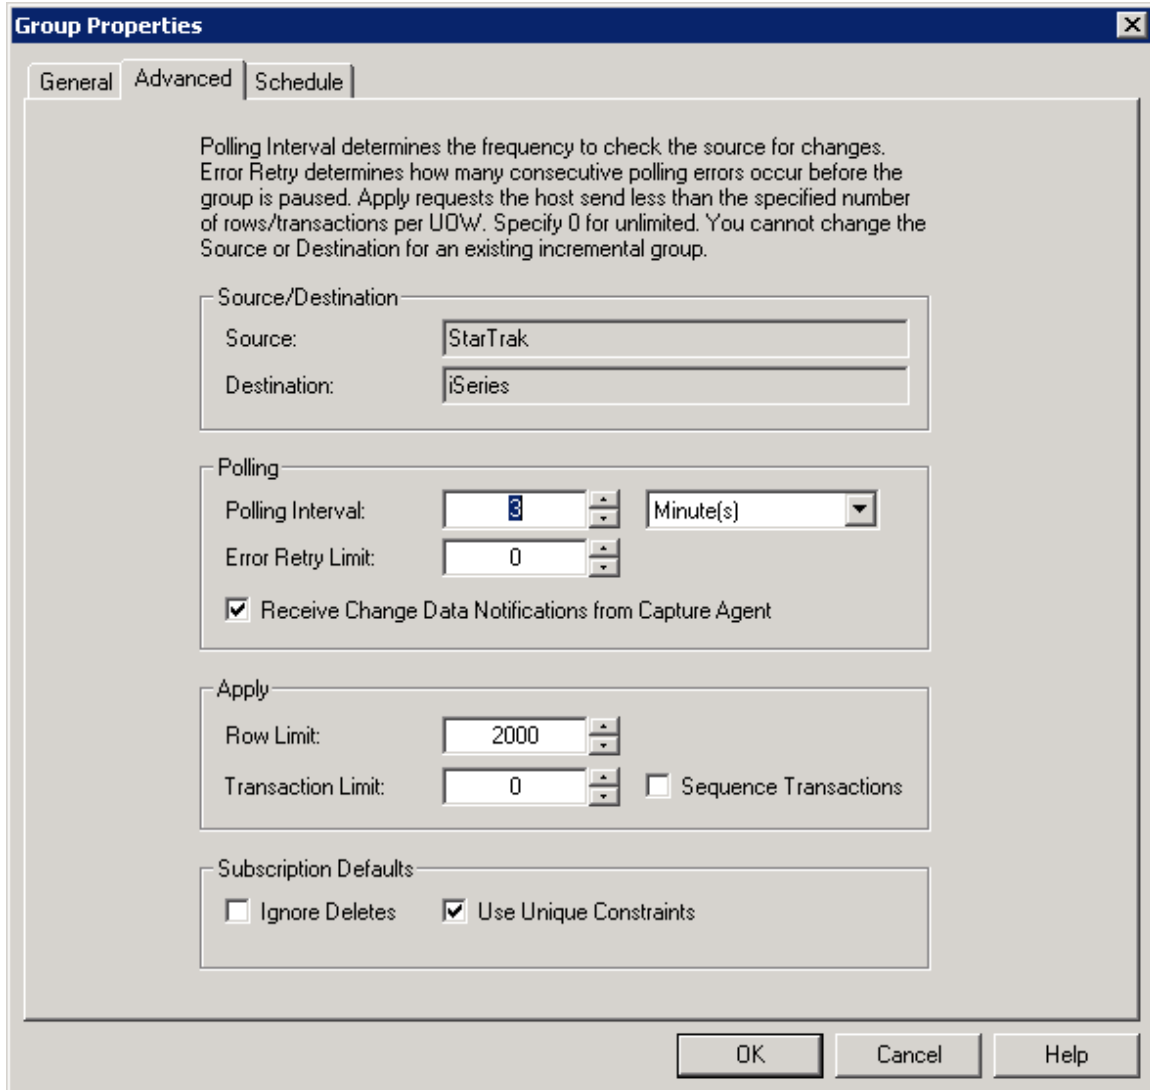 Group Properties
General Advanced Schedule
Polling Interval determines the frequency to check the source for changes.
Error Retry determines how many consecutive polling errors occur before the
group is paused. Apply requests the host send less than the specified number
of rows/transactions per UOW. Specify 0 for unlimited. You cannot change the
Source or Destination for an existing incremental group.
Source/Destination
Source: StarTrak
Destination: iSeries
Polling
Polling Interval: 3 Minute(s)
Error Retry Limit: 0
Receive Change Data Notifications from Capture Agent
Apply
Row Limit: 2000
Transaction Limit: 0 Sequence Transactions
Subscription Defaults
Ignore Deletes Use Unique Constraints
OK Cancel Help